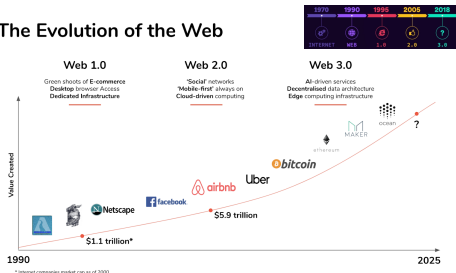 The Evolution of the Web
1970 1990 1995 2005 2018
INTERNET WEB 1.0 2.0 3.0
Web 1.0
Green shoots of E-commerce
Desktop browser Access
Dedicated Infrastructure
Web 2.0
'Social' networks
'Mobile-first' always on
Cloud-driven computing
Web 3.0
AI-driven services
Decentralised data architecture
Edge computing infrastructure
Value Created
Netscape
facebook
airbnb
Uber
bitcoin
ethereum
MAKER
ocean
?
$1.1 trillion*
$5.9 trillion
1990
2025
* Internet companies market cap as of 2000